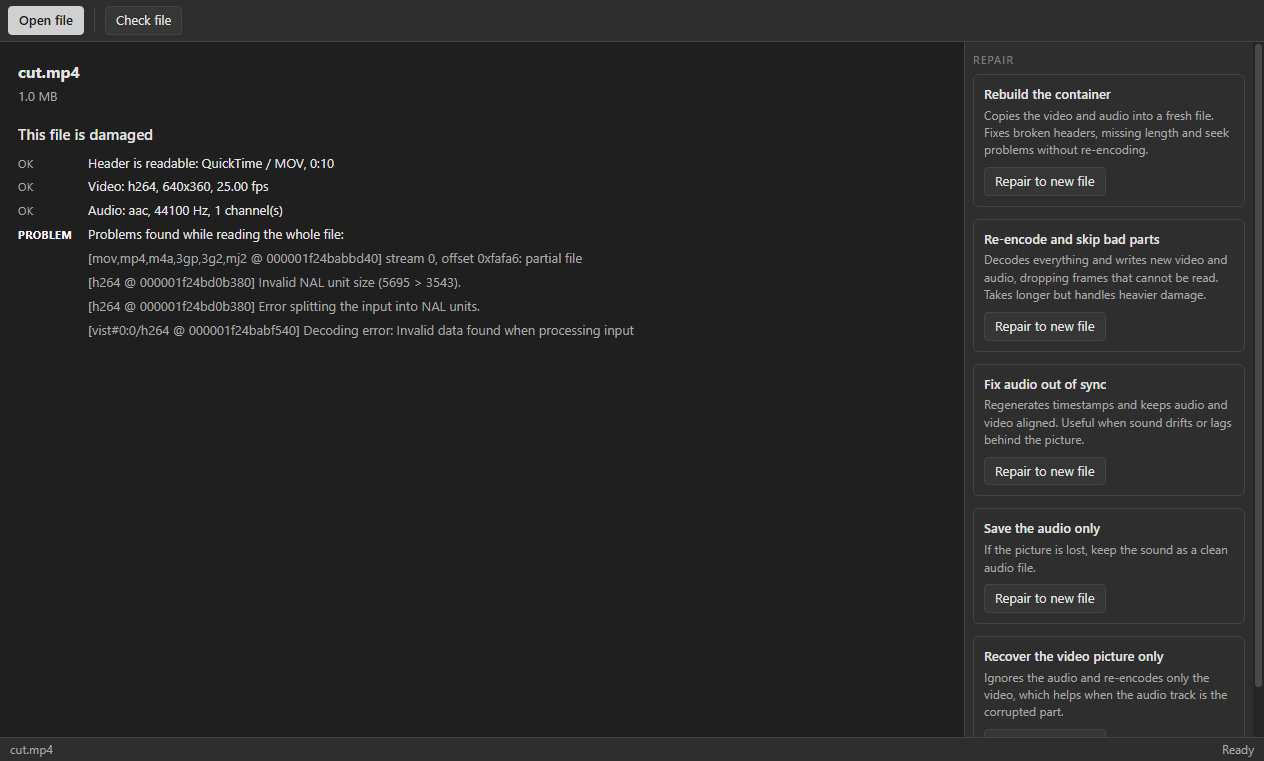 Open file
Check file
cut.mp4
1.0 MB
This file is damaged
OK Header is readable: QuickTime / MOV, 0:10
OK Video: h264, 640x360, 25.00 fps
OK Audio: aac, 44100 Hz, 1 channel(s)
PROBLEM Problems found while reading the whole file:
[mov,mp4,m4a,3gp,3g2,mj2 @ 000001f24babbd40] stream 0, offset 0xfafa6: partial file
[h264 @ 000001f24bd0b380] Invalid NAL unit size (5695 > 3543).
[h264 @ 000001f24bd0b380] Error splitting the input into NAL units.
[vist#0:0/h264 @ 000001f24babf540] Decoding error: Invalid data found when processing input
REPAIR
Rebuild the container
Copies the video and audio into a fresh file.
Fixes broken headers, missing length and seek
problems without re-encoding.
Repair to new file
Re-encode and skip bad parts
Decodes everything and writes new video and
audio, dropping frames that cannot be read.
Takes longer but handles heavier damage.
Repair to new file
Fix audio out of sync
Regenerates timestamps and keeps audio and
video aligned. Useful when sound drifts or lags
behind the picture.
Repair to new file
Save the audio only
If the picture is lost, keep the sound as a clean
audio file.
Repair to new file
Recover the video picture only
Ignores the audio and re-encodes only the
video, which helps when the audio track is the
corrupted part.
cut.mp4
Ready